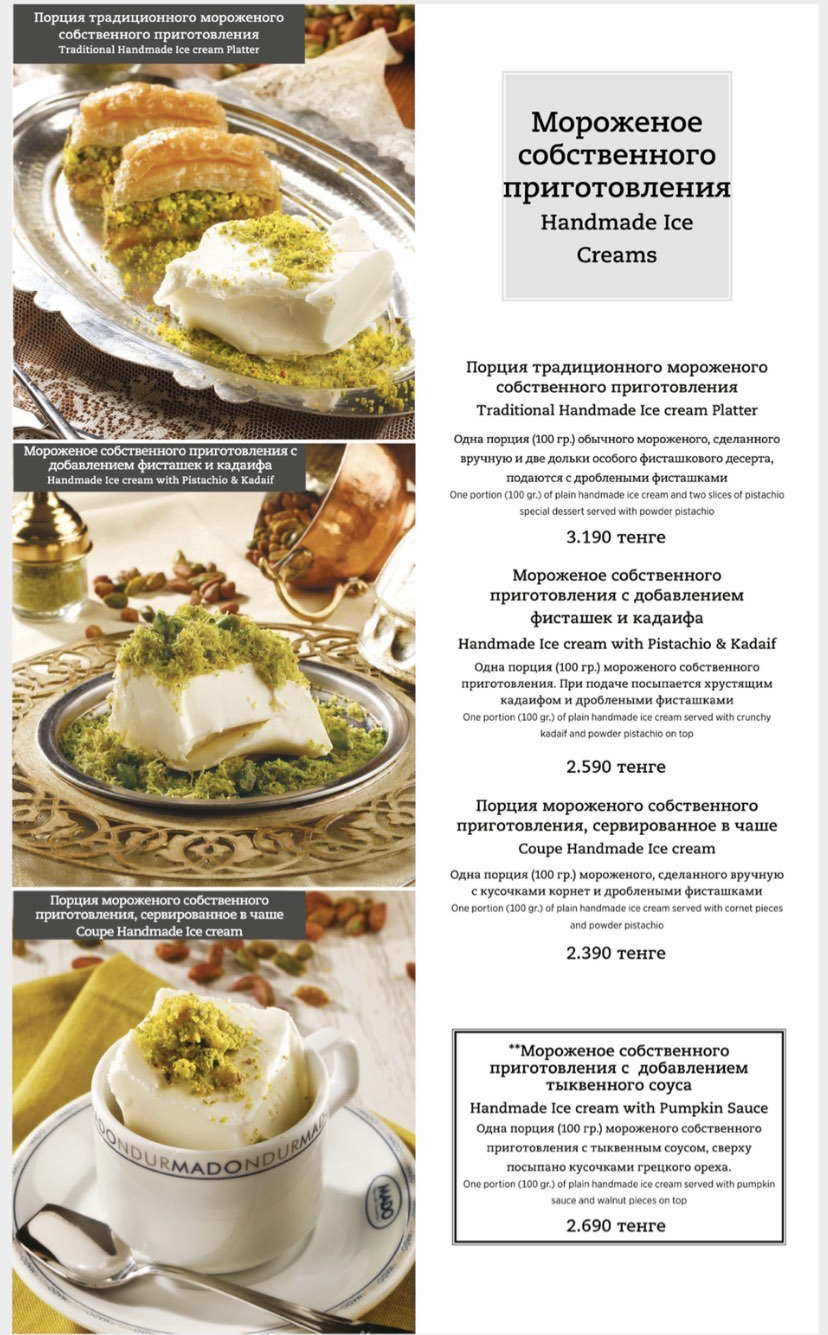 Порция традиционного мороженого
собственного приготовления
Traditional Handmade Ice cream Platter
Мороженое собственного приготовления с
добавлением фисташек и кадаифа
Handmade Ice cream with Pistachio & Kadaif
Порция мороженого собственного
приготовления, сервированное в чаше
Coupe Handmade Ice cream
MADO
Мороженое
собственного
приготовления
Handmade Ice
Creams
Порция традиционного мороженого
собственного приготовления
Traditional Handmade Ice cream Platter
Одна порция (100 гр.) обычного мороженого, сделанного
вручную и две дольки особого фисташкового десерта,
подаются с дроблеными фисташками
One portion (100 gr.) of plain handmade ice cream and two slices of pistachio
special dessert served with powder pistachio
3.190 тенге
Мороженое собственного
приготовления с добавлением
фисташек и кадаифа
Handmade Ice cream with Pistachio & Kadaif
Одна порция (100 гр.) мороженого собственного
приготовления. При подаче посыпается хрустящим
кадаифом и дроблеными фисташками
One portion (100 gr.) of plain handmade ice cream served with crunchy
kadaif and powder pistachio on top
2.590 тенге
Порция мороженого собственного
приготовления, сервированное в чаше
Coupe Handmade Ice cream
Одна порция (100 гр.) мороженого, сделанного вручную
с кусочками корнет и дроблеными фисташками
One portion (100 gr.) of plain handmade ice cream served with cornet pieces
and powder pistachio
2.390 тенге
**Мороженое собственного
приготовления с добавлением
тыквенного соуса
Handmade Ice cream with Pumpkin Sauce
Одна порция (100 гр.) мороженого собственного
приготовления с тыквенным соусом, сверху
посыпано кусочками грецкого ореха.
One portion (100 gr.) of plain handmade ice cream served with pumpkin
sauce and walnut pieces on top
2.690 тенге